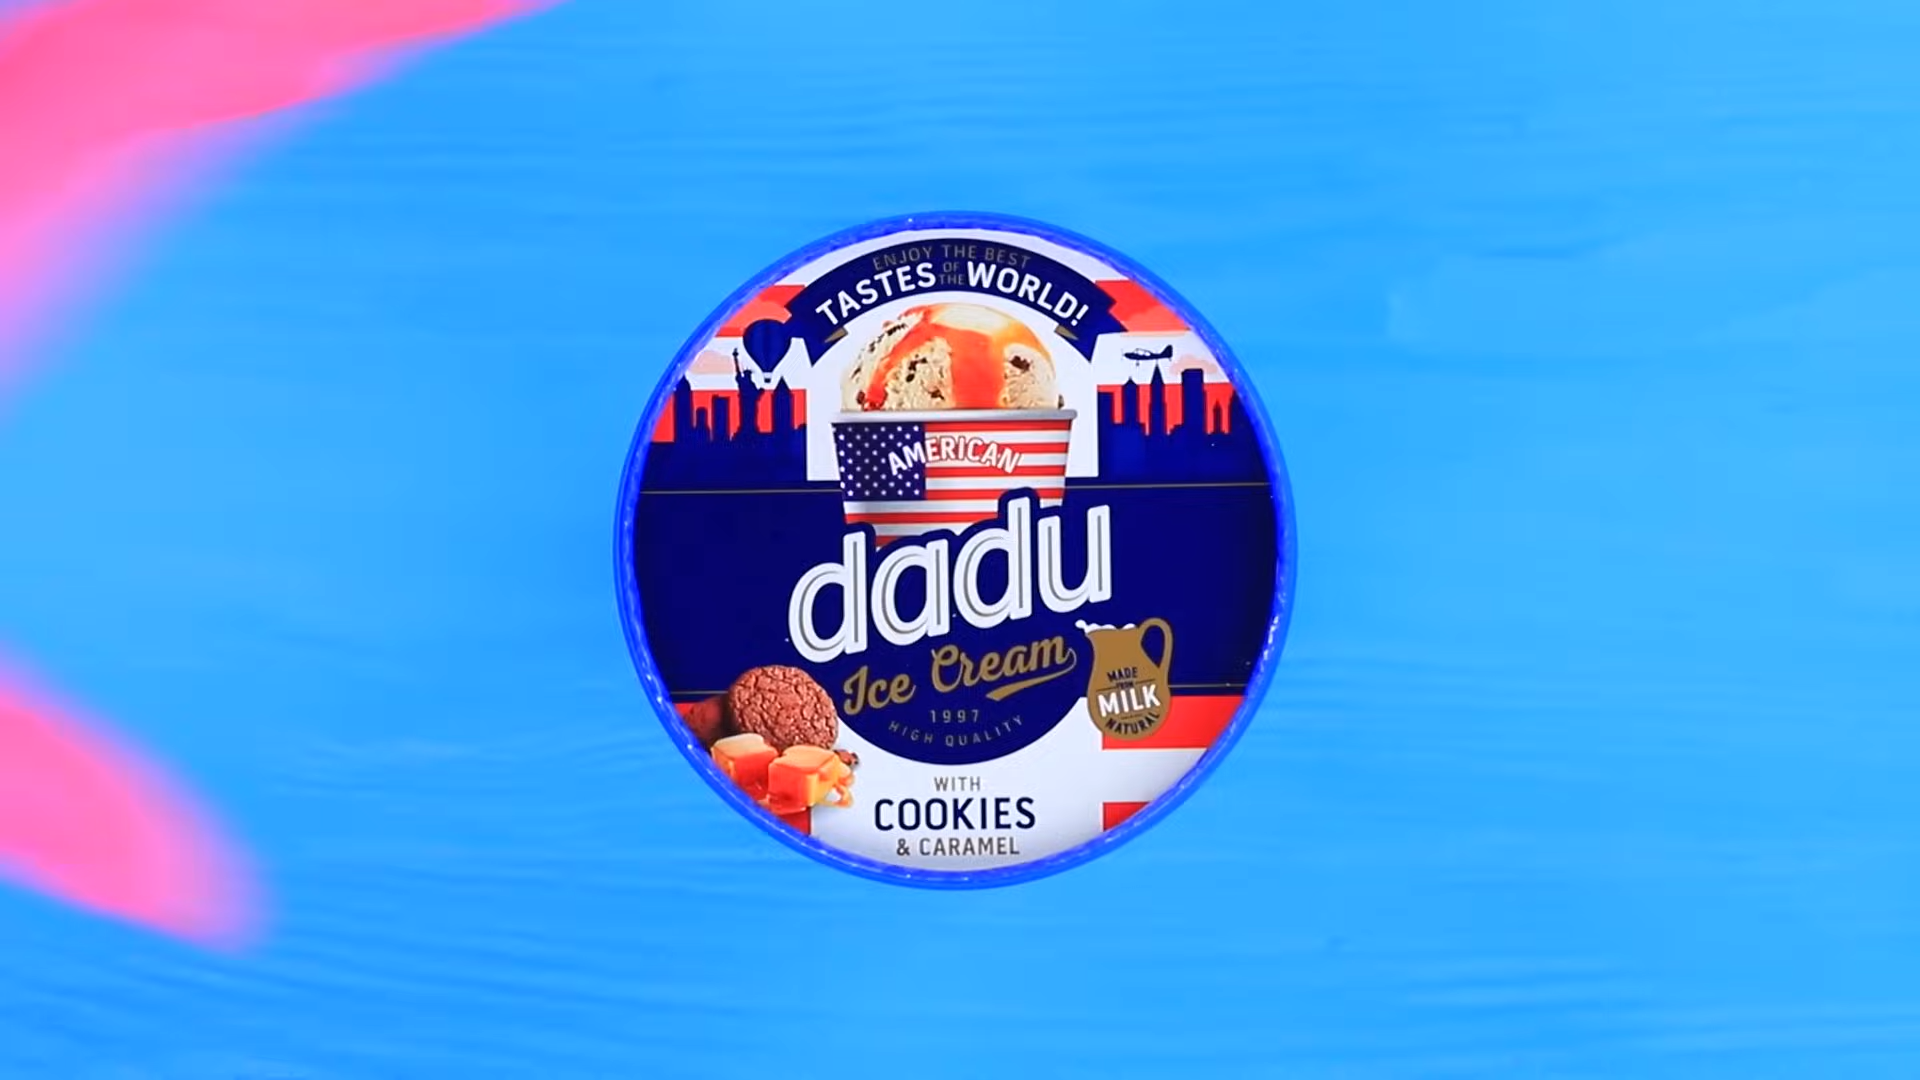 ENJOY THE BEST
TASTES OF THE WORLD!
AMERICAN
dadu
Ice Cream
1997
HIGH QUALITY
MADE
FROM
MILK
NATURAL
WITH
COOKIES
& CARAMEL